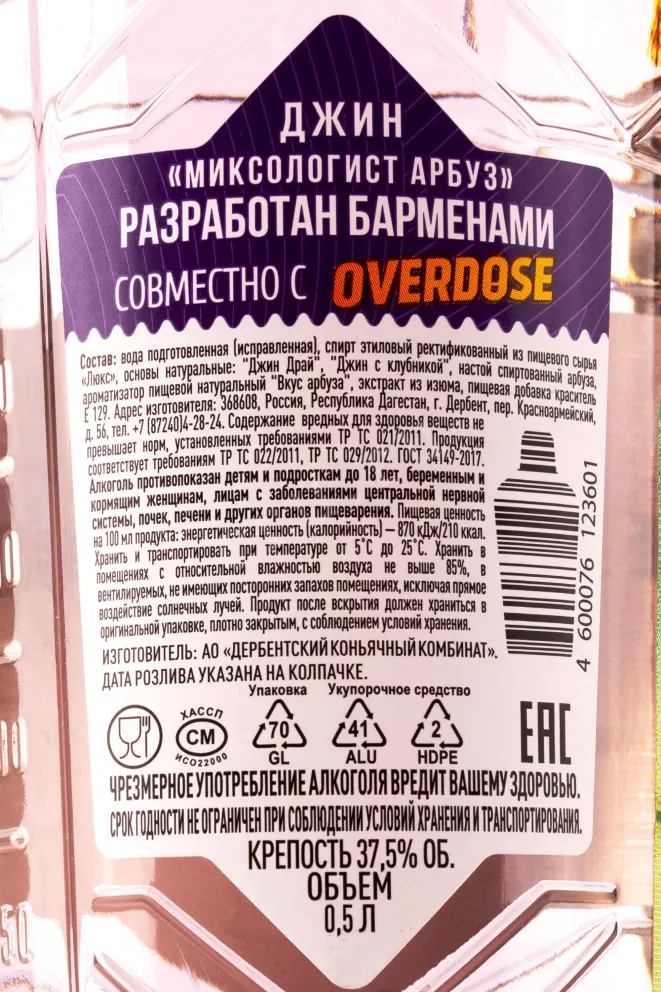 ДЖИН
«МИКСОЛОГИСТ АРБУЗ»
РАЗРАБОТАН БАРМЕНАМИ
СОВМЕСТНО С OVERDOSE
Состав: вода подготовленная (исправленная), спирт этиловый ректификованный из пищевого сырья
«Люкс», основы натуральные: "Джин Драй", "Джин с клубникой", настой спиртованный арбуза,
ароматизатор пищевой натуральный "Вкус арбуза", экстракт из изюма, пищевая добавка краситель
Е 129. Адрес изготовителя: 368608, Россия, Республика Дагестан, г. Дербент, пер. Красноармейский,
д. 56, тел. +7 (87240)4-28-24. Содержание вредных для здоровья веществ не
превышает норм, установленных требованиями ТР ТС 021/2011. Продукция
соответствует требованиям ТР ТС 022/2011, ТР ТС 029/2012. ГОСТ 34149-2017.
Алкоголь противопоказан детям и подросткам до 18 лет, беременным и
кормящим женщинам, лицам с заболеваниями центральной нервной
системы, почек, печени и других органов пищеварения. Пищевая ценность
на 100 мл продукта: энергетическая ценность (калорийность) – 870 кДж/210 ккал.
Хранить и транспортировать при температуре от 5˚С до 25˚С. Хранить в
помещениях с относительной влажностью воздуха не выше 85%, в
вентилируемых, не имеющих посторонних запахов помещениях, исключая прямое
воздействие солнечных лучей. Продукт после вскрытия должен храниться в
оригинальной упаковке, плотно закрытым, с соблюдением условий хранения.
ИЗГОТОВИТЕЛЬ: АО «ДЕРБЕНТСКИЙ КОНЬЯЧНЫЙ КОМБИНАТ».
ДАТА РОЗЛИВА УКАЗАНА НА КОЛПАЧКЕ.
4 600076 123601
Упаковка Укупорочное средство
ХАССП
СМ
ИСО22000
70
GL
41
ALU
2
HDPE
EAC
ЧРЕЗМЕРНОЕ УПОТРЕБЛЕНИЕ АЛКОГОЛЯ ВРЕДИТ ВАШЕМУ ЗДОРОВЬЮ.
СРОК ГОДНОСТИ НЕ ОГРАНИЧЕН ПРИ СОБЛЮДЕНИИ УСЛОВИЙ ХРАНЕНИЯ И ТРАНСПОРТИРОВАНИЯ.
КРЕПОСТЬ 37,5% ОБ.
ОБЪЕМ
0,5 Л